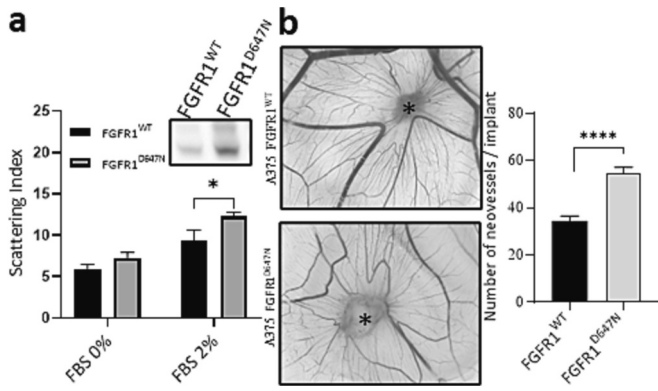 a
FGFR1WT
FGFR1D647N
25
20
15
10
5
0
Scattering Index
FGFR1WT
FGFR1D647N
*
FBS 0%
FBS 2%
b
A375 FGFR1WT
*
A375 FGFR1D647N
*
Number of neovessels / implant
80
60
40
20
0
****
FGFR1WT
FGFR1D647N